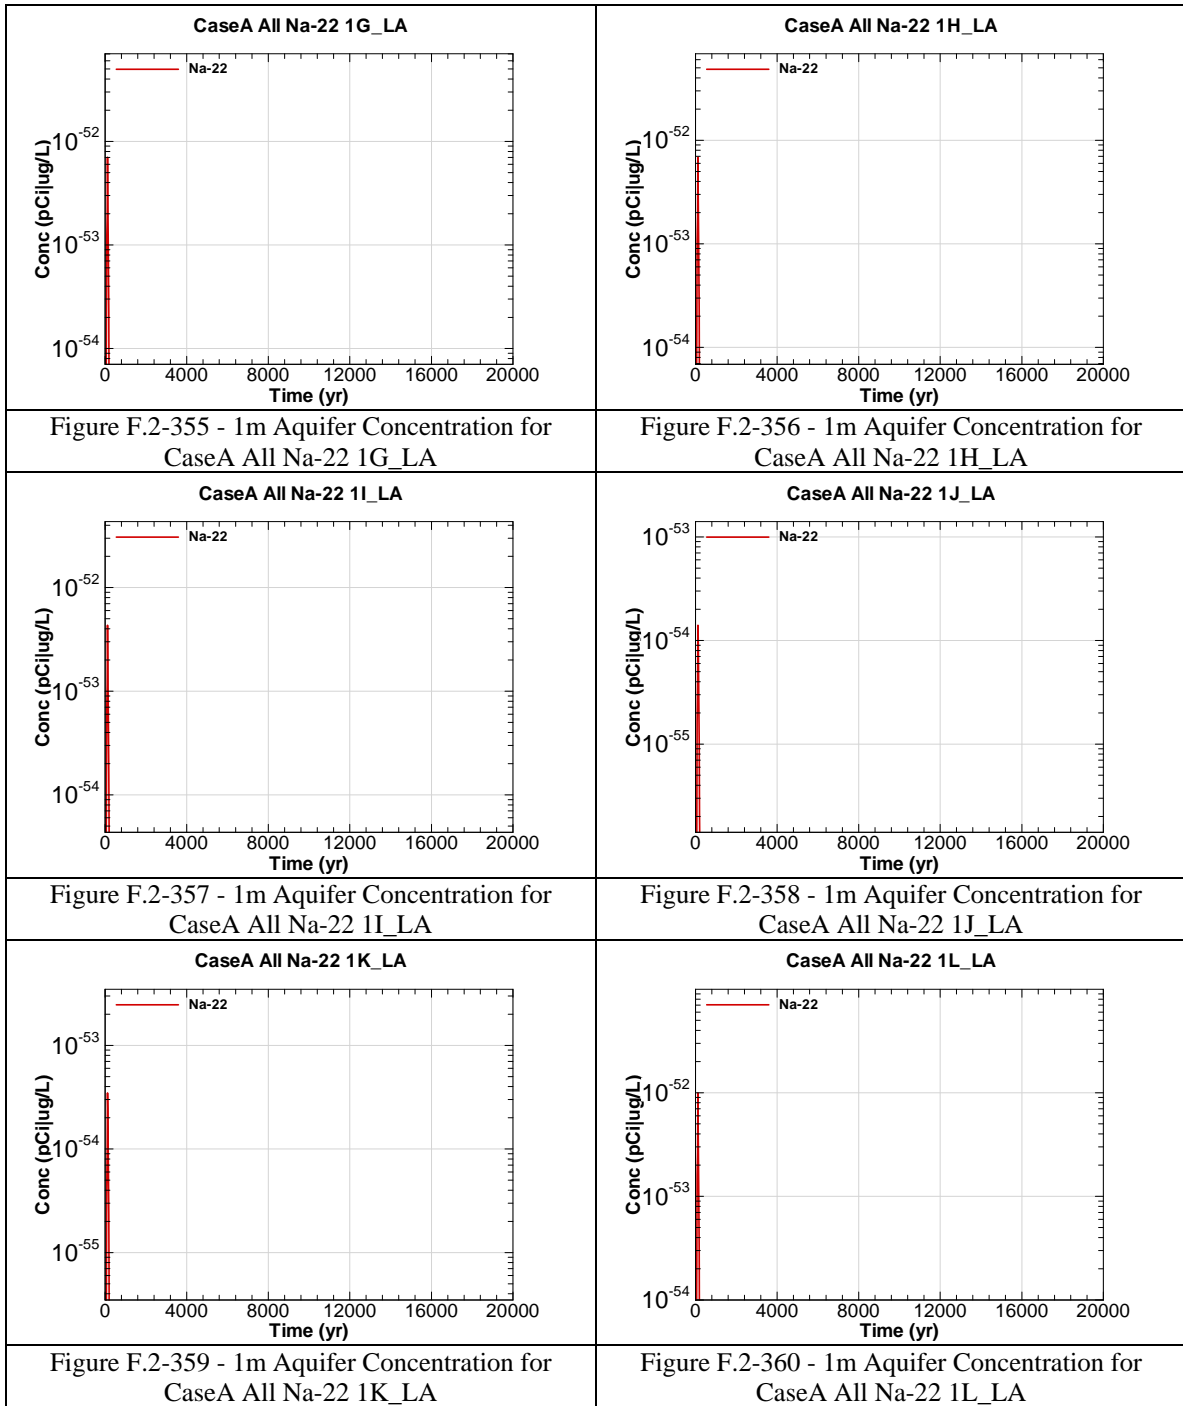 CaseA All Na-22 1G_LA
Na-22
10-52
10-53
10-54
Conc (pCi|ug/L)
0 4000 8000 12000 16000 20000
Time (yr)
Figure F.2-355 - 1m Aquifer Concentration for
CaseA All Na-22 1G_LA
CaseA All Na-22 1H_LA
Na-22
10-52
10-53
10-54
Conc (pCi|ug/L)
0 4000 8000 12000 16000 20000
Time (yr)
Figure F.2-356 - 1m Aquifer Concentration for
CaseA All Na-22 1H_LA
CaseA All Na-22 1I_LA
Na-22
10-52
10-53
10-54
Conc (pCi|ug/L)
0 4000 8000 12000 16000 20000
Time (yr)
Figure F.2-357 - 1m Aquifer Concentration for
CaseA All Na-22 1I_LA
CaseA All Na-22 1J_LA
Na-22
10-53
10-54
10-55
Conc (pCi|ug/L)
0 4000 8000 12000 16000 20000
Time (yr)
Figure F.2-358 - 1m Aquifer Concentration for
CaseA All Na-22 1J_LA
CaseA All Na-22 1K_LA
Na-22
10-53
10-54
10-55
Conc (pCi|ug/L)
0 4000 8000 12000 16000 20000
Time (yr)
Figure F.2-359 - 1m Aquifer Concentration for
CaseA All Na-22 1K_LA
CaseA All Na-22 1L_LA
Na-22
10-52
10-53
10-54
Conc (pCi|ug/L)
0 4000 8000 12000 16000 20000
Time (yr)
Figure F.2-360 - 1m Aquifer Concentration for
CaseA All Na-22 1L_LA